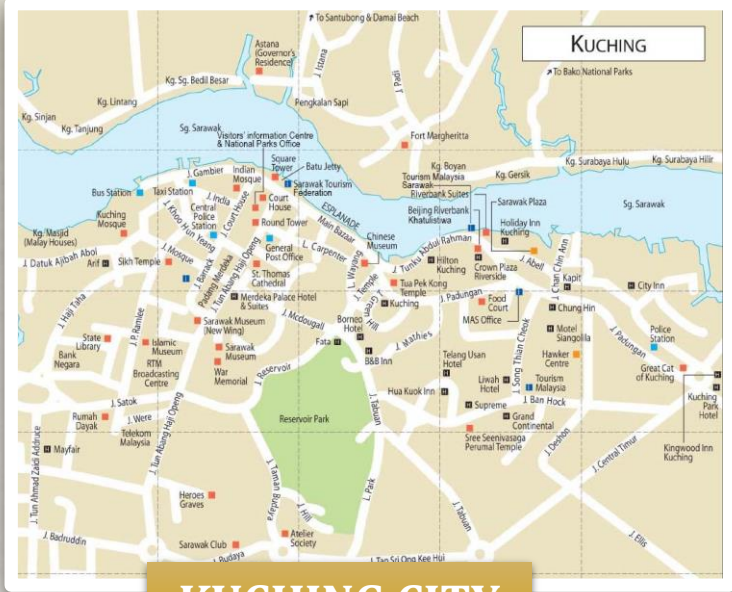 To Santubong & Damai Beach
KUCHING
To Bako National Parks
Astana
(Governor's
Residence)
J. Istana
J. Patdi
Kg. Sg. Bedil Besar
Pengkalan Sapi
Kg. Lintang
Kg. Sinjan
Kg. Tanjung
Sg. Sarawak
Visitors' information Centre
& National Parks Office
Fort Margheritta
Kg. Boyan
Kg. Gersik
Kg. Surabaya Hulu
Kg. Surabaya Hilir
Sg. Sarawak
Square
Tower
Batu Jetty
Sarawak Tourism
Federation
Indian
Mosque
J. Gambier
Taxi Station
Bus Station
J. India
Court
House
J. Court House
Central
Police
Station
J. Khoo Hun Yeang
Kuching
Mosque
Kg. Masjid
(Malay Houses)
Round Tower
ESPLANADE
Main Bazaar
Tourism Malaysia
Sarawak
Riverbank Suites
Sarawak Plaza
Beijing Riverbank
Khatulistiwa
Holiday Inn
Kuching
J. Datuk Ajibah Abol
Arif
J. Mosque
Sikh Temple
J. Barrack
Padang Merdeka
J. Tun Abang Haji Openg
General
Post Office
St. Thomas
Cathedral
L. Carpenter
L. Wayang
Chinese
Museum
J. Temple
J. Green Hill
J. Tunku Abdul Rahman
Hilton
Kuching
Crown Plaza
Riverside
J. Abell
J. Chan Chin Ann
Kapit
City Inn
Tua Pek Kong
Temple
Kuching
J. Padungan
Food
Court
MAS Office
Chung Hin
J. Haji Taha
J. P. Ramlee
Merdeka Palace Hotel
& Suites
Sarawak Museum
(New Wing)
J. Mcdougall
Borneo
Hotel
Fata
B&B Inn
J. Mathies
J. Song Thian Cheok
Motel
Siangolila
J. Padungan
Police
Station
State
Library
Bank
Negara
Islamic
Museum
RTM
Broadcasting
Centre
Sarawak
Museum
War
Memorial
J. Reservoir
Telang Usan
Hotel
Hawker
Centre
Hua Kuok Inn
Liwah
Hotel
Tourism
Malaysia
Great Cat
of Kuching
J. Satok
Rumah
Dayak
J. Were
Telekom
Malaysia
J. Tun Abang Haji Openg
Reservoir Park
J. Tabuan
Supreme
J. Ban Hock
Grand
Continental
Kuching
Park
Hotel
Mayfair
J. Tun Ahmad Zaidi Addruce
Sree Seenivasaga
Perumal Temple
J. Deshon
J. Central Timur
Kingwood Inn
Kuching
Heroes
Graves
J. Taman Budaya
J. Hill
L. Park
J. Tabuan
J. Ellis
J. Badruddin
Sarawak Club
J. Budaya
Atelier
Society
J. Tan Sri Ong Kee Hui
KUCHING CITY